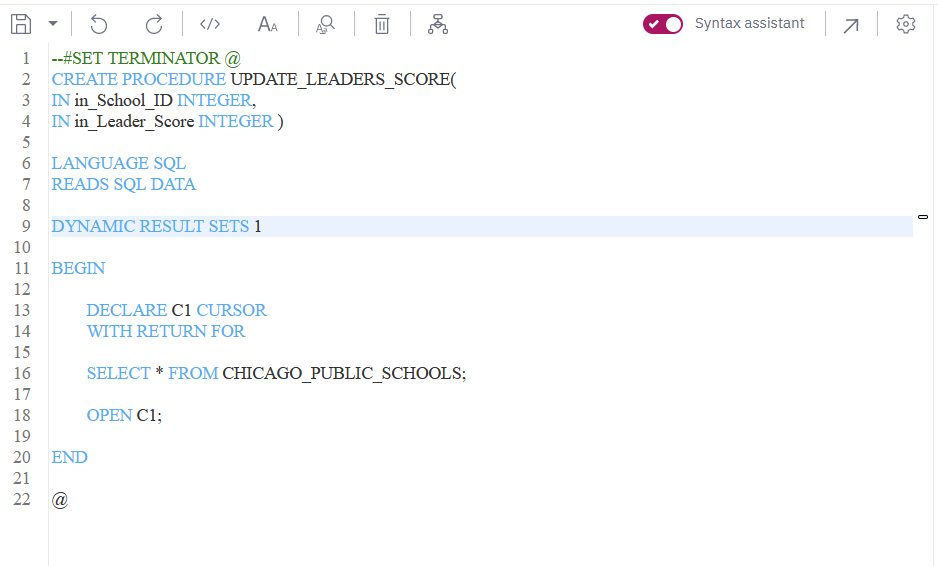 </> AA Aa Syntax assistant
1 --#SET TERMINATOR @
2 CREATE PROCEDURE UPDATE_LEADERS_SCORE(
3 IN in_School_ID INTEGER,
4 IN in_Leader_Score INTEGER )
5
6 LANGUAGE SQL
7 READS SQL DATA
8
9 DYNAMIC RESULT SETS 1
10
11 BEGIN
12
13 DECLARE C1 CURSOR
14 WITH RETURN FOR
15
16 SELECT * FROM CHICAGO_PUBLIC_SCHOOLS;
17
18 OPEN C1;
19
20 END
21
22 @